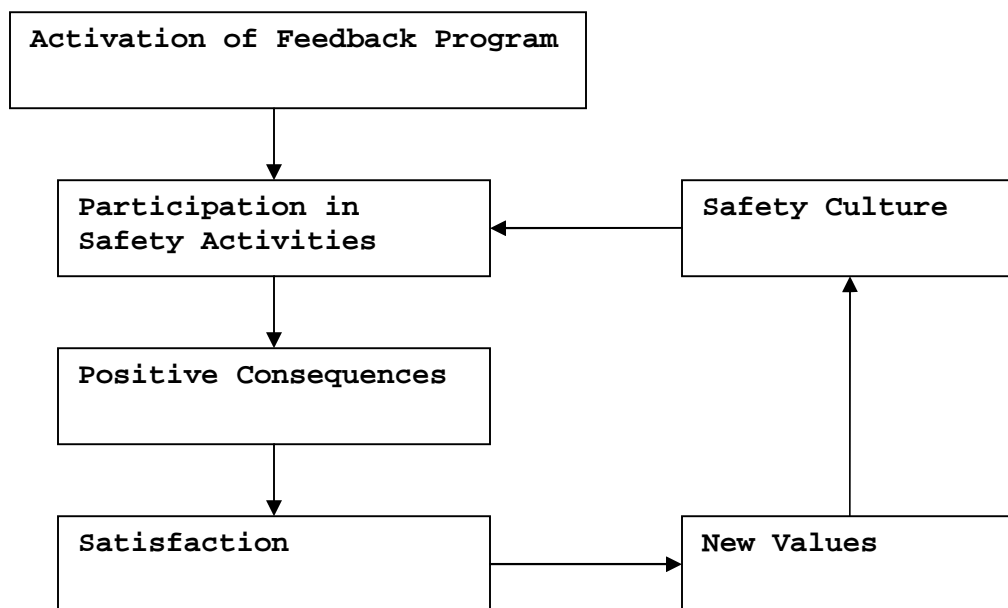 Activation of Feedback Program
Participation in
Safety Activities
Safety Culture
Positive Consequences
Satisfaction
New Values